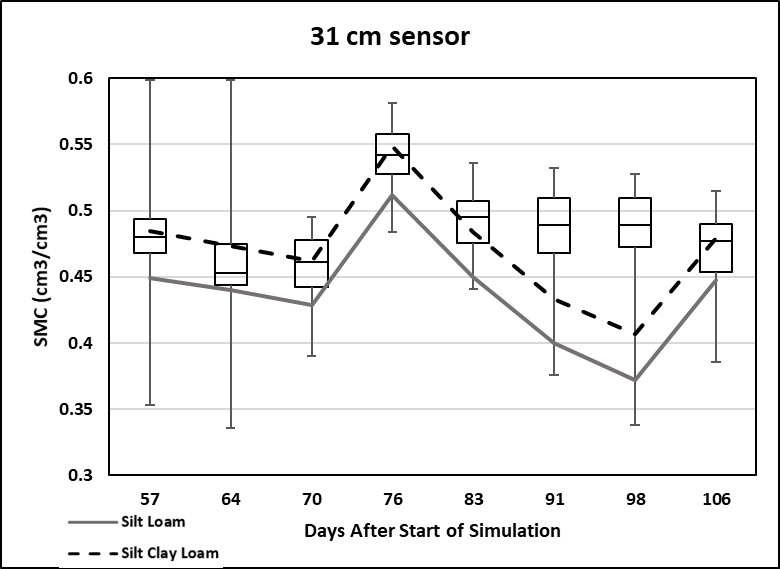 31 cm sensor
0.6
0.55
0.5
0.45
0.4
0.35
0.3
SMC (cm3/cm3)
57 64 70 76 83 91 98 106
Days After Start of Simulation
Silt Loam
Silt Clay Loam